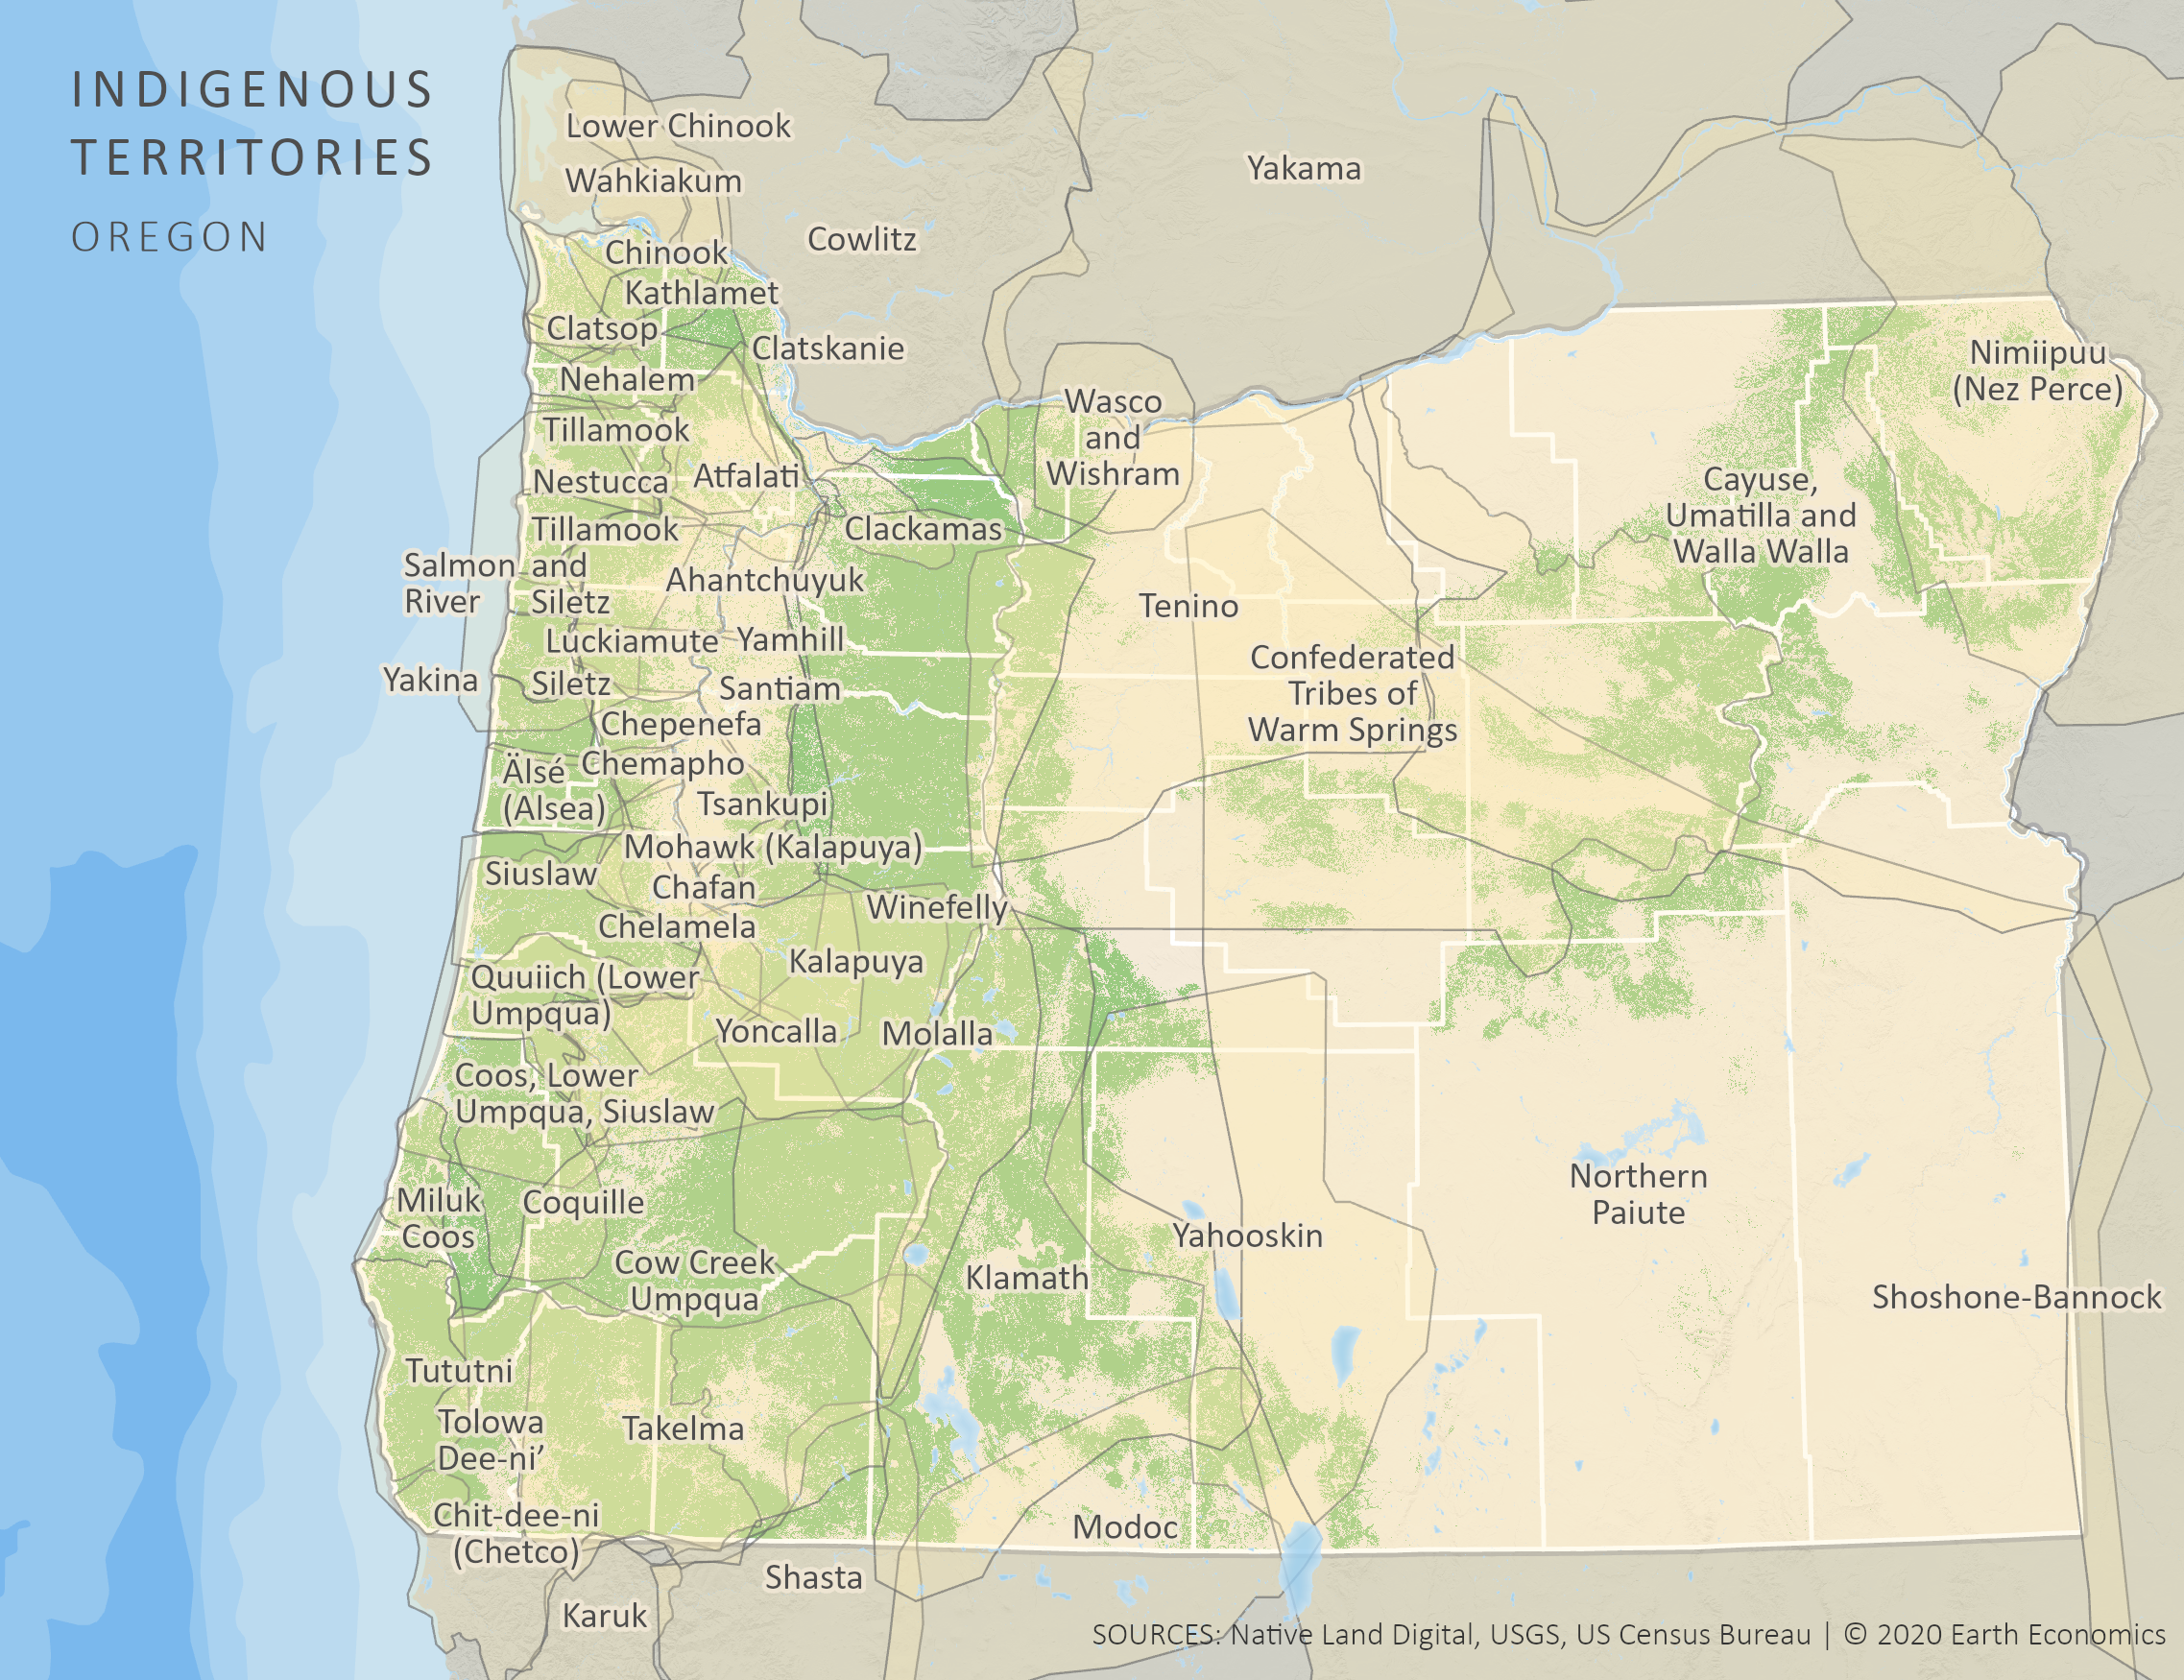 INDIGENOUS
TERRITORIES
OREGON
Lower Chinook
Wahkiakum
Yakama
Cowlitz
Chinook
Kathlamet
Clatsop
Clatskanie
Nehalem
Nimiipuu
(Nez Perce)
Tillamook
Wasco
and
Wishram
Nestucca
Atfalati
Cayuse,
Umatilla and
Walla Walla
Tillamook
Clackamas
Salmon
River
and
Siletz
Ahantchuyuk
Tenino
Luckiamute
Yamhill
Confederated
Tribes of
Warm Springs
Yakina
Siletz
Santiam
Chepenefa
Älsé
(Alsea)
Chemapho
Tsankupi
Mohawk (Kalapuya)
Siuslaw
Chafan
Winefelly
Chelamela
Kalapuya
Quuiich (Lower
Umpqua)
Yoncalla
Molalla
Coos, Lower
Umpqua, Siuslaw
Miluk
Coos
Coquille
Northern
Paiute
Yahooskin
Cow Creek
Umpqua
Klamath
Shoshone-Bannock
Tututni
Tolowa
Dee-ni’
Takelma
Chit-dee-ni
(Chetco)
Modoc
Shasta
Karuk
SOURCES: Native Land Digital, USGS, US Census Bureau | © 2020 Earth Economics